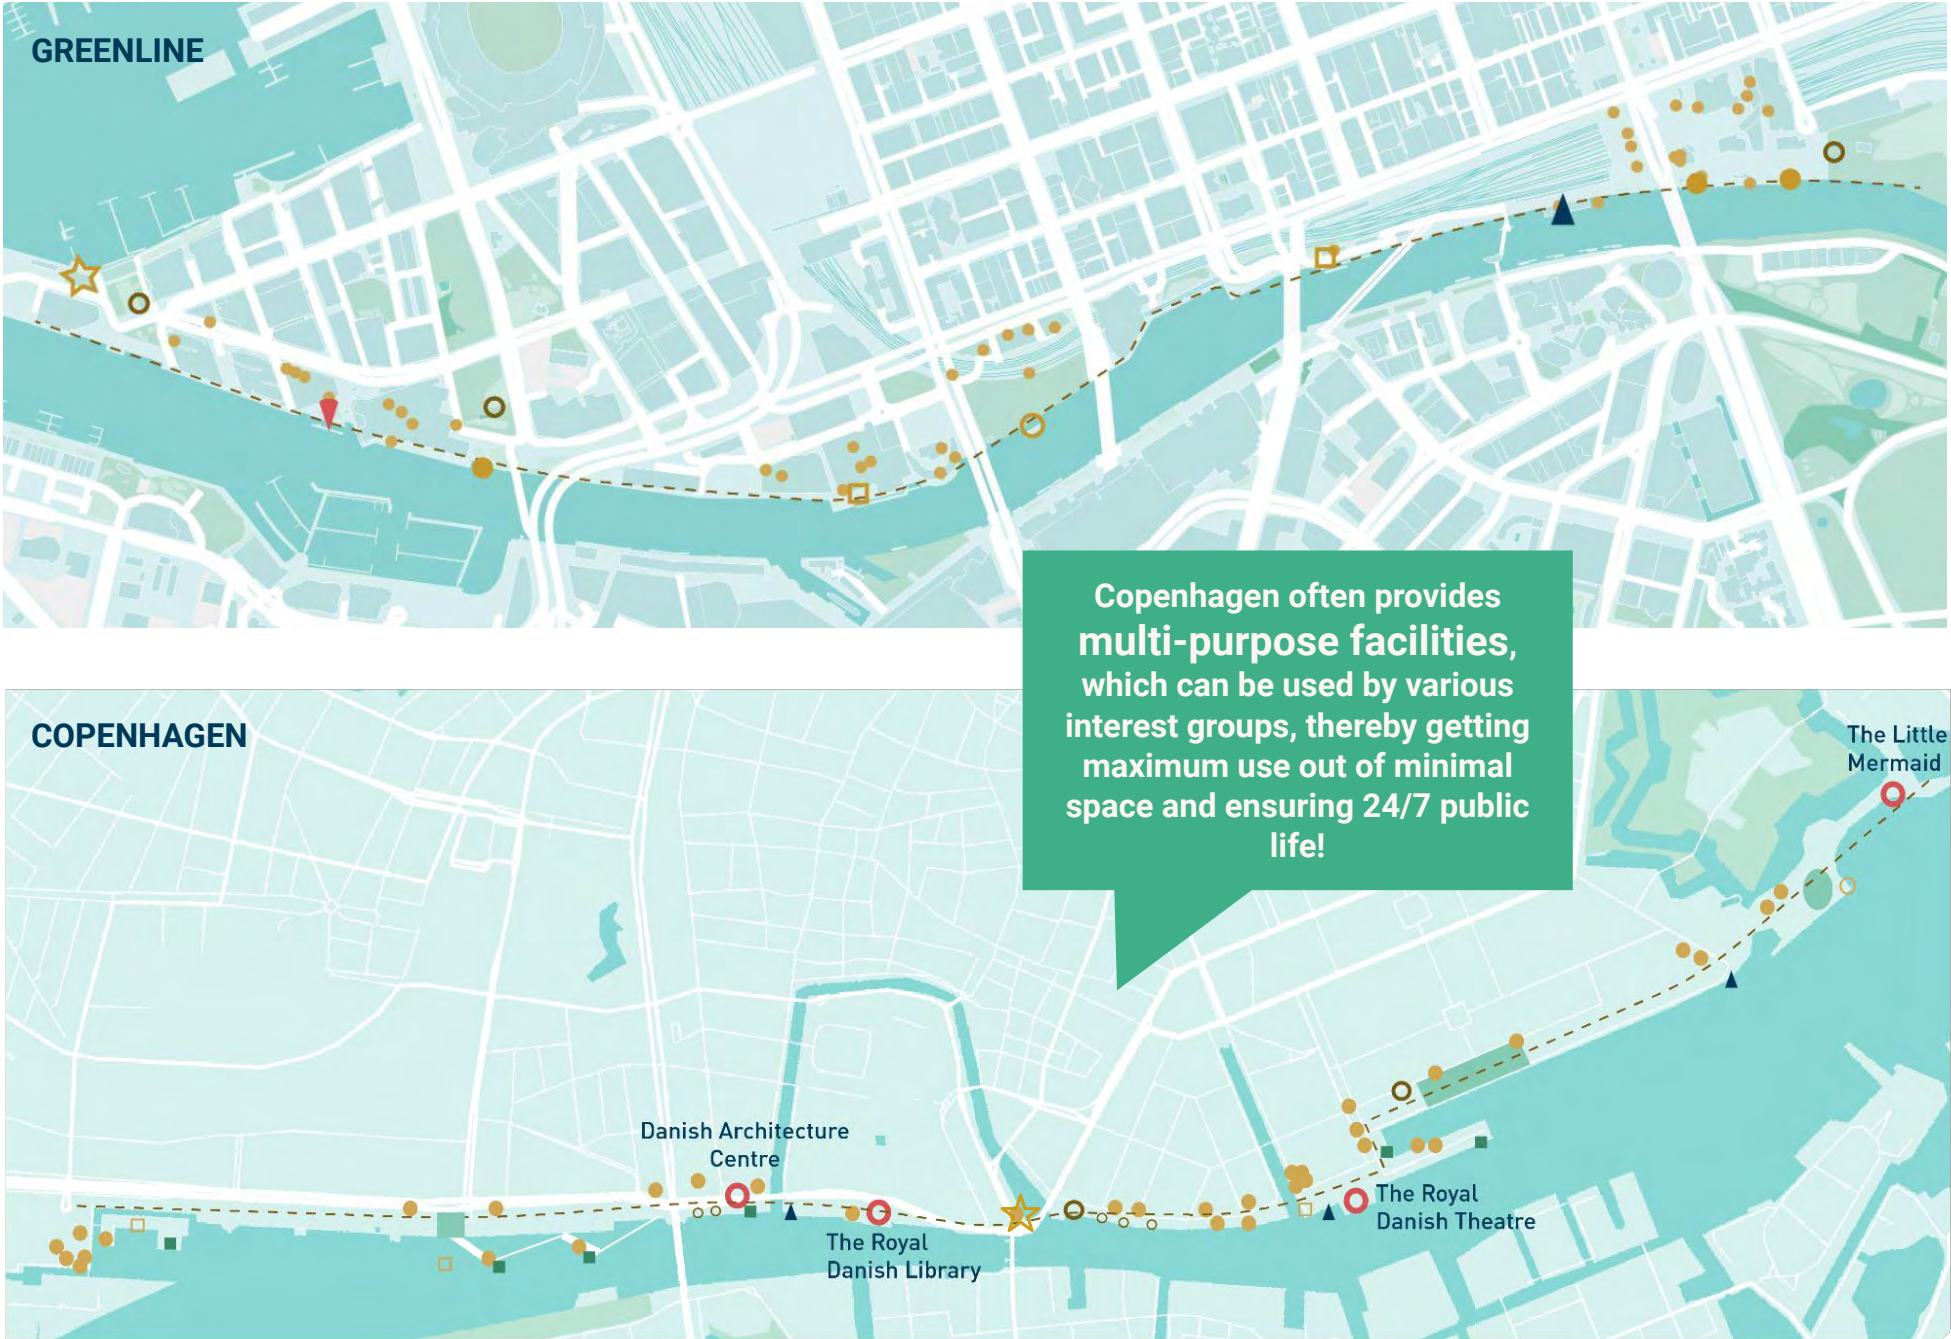 GREENLINE
Copenhagen often provides
multi-purpose facilities,
which can be used by various
interest groups, thereby getting
maximum use out of minimal
space and ensuring 24/7 public
life!
COPENHAGEN
The Little
Mermaid
Danish Architecture
Centre
The Royal
Danish Theatre
The Royal
Danish Library